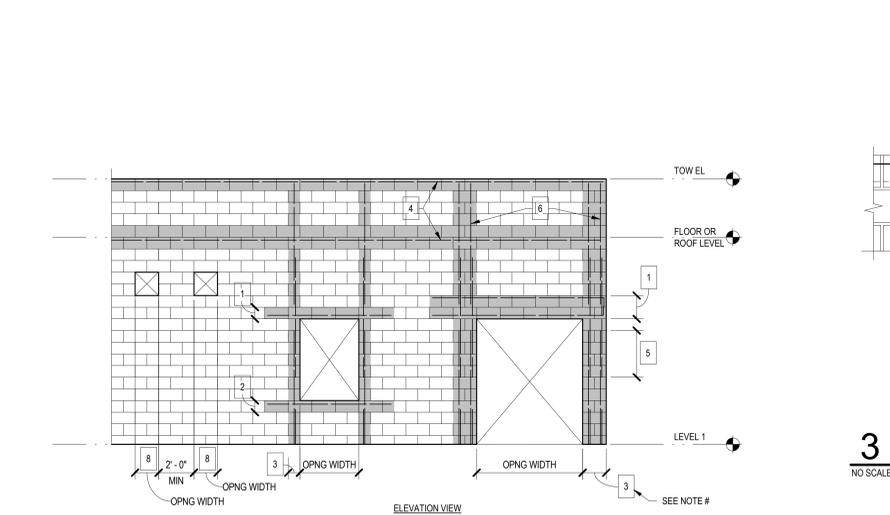 TOW EL
4
6
FLOOR OR
ROOF LEVEL
1
1
5
2
LEVEL 1
8
2' - 0"
MIN
8
3
OPNG WIDTH
OPNG WIDTH
3
SEE NOTE #
OPNG WIDTH
OPNG WIDTH
ELEVATION VIEW
3
NO SCALE